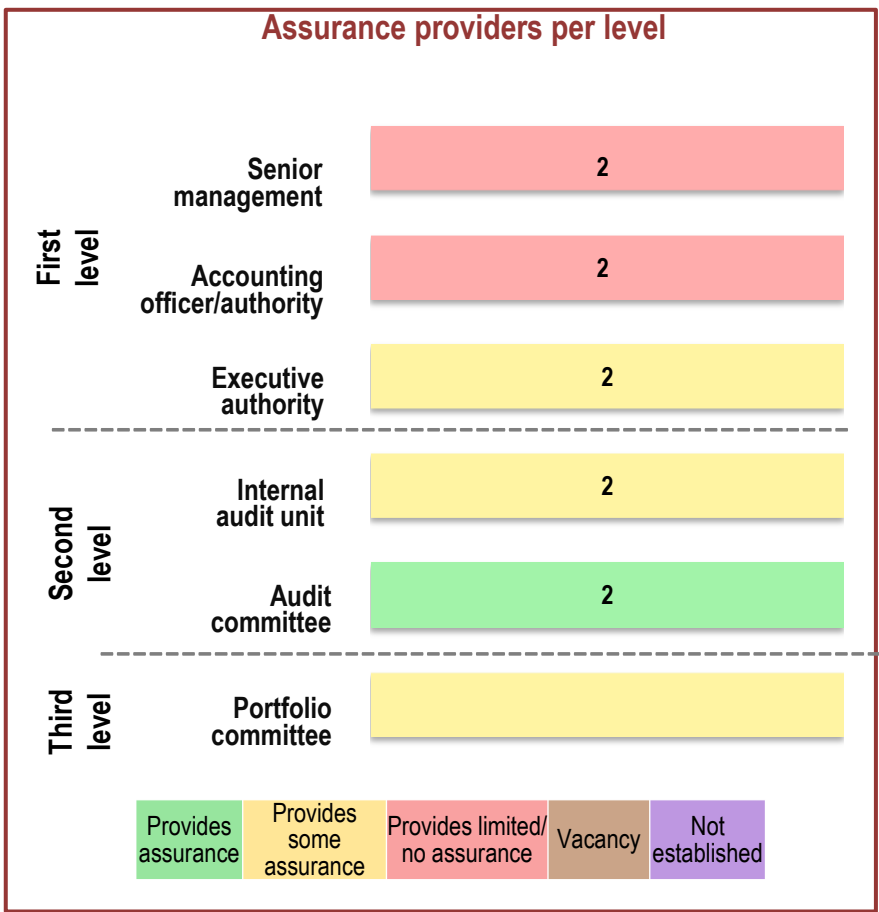 Assurance providers per level
First
level
Senior
management
2
Accounting
officer/authority
2
Executive
authority
2
Second
level
Internal
audit unit
2
Audit
committee
2
Third
level
Portfolio
committee
Provides
assurance
Provides
some
assurance
Provides limited/
no assurance
Vacancy
Not
established